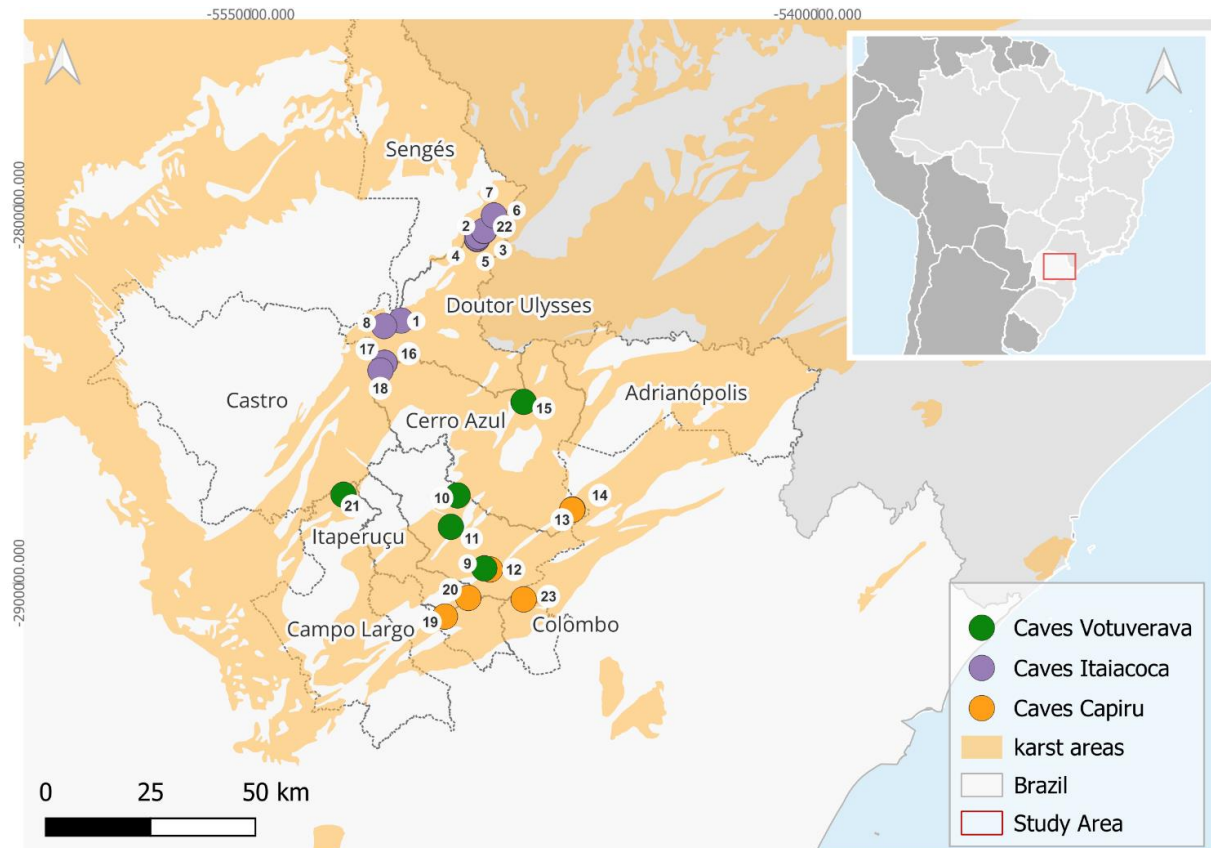 -5550000.000
-5400000.000
-2800000.000
-2900000.000
Sengés
7
6
2
22
4
3
5
Doutor Ulysses
8
1
17
16
18
Castro
Adrianópolis
15
Cerro Azul
10
14
21
13
Itaperuçu
11
9
12
20
23
19
Campo Largo
Colombo
Caves Votuverava
Caves Itaiacoca
Caves Capiru
karst areas
Brazil
Study Area
0 25 50 km